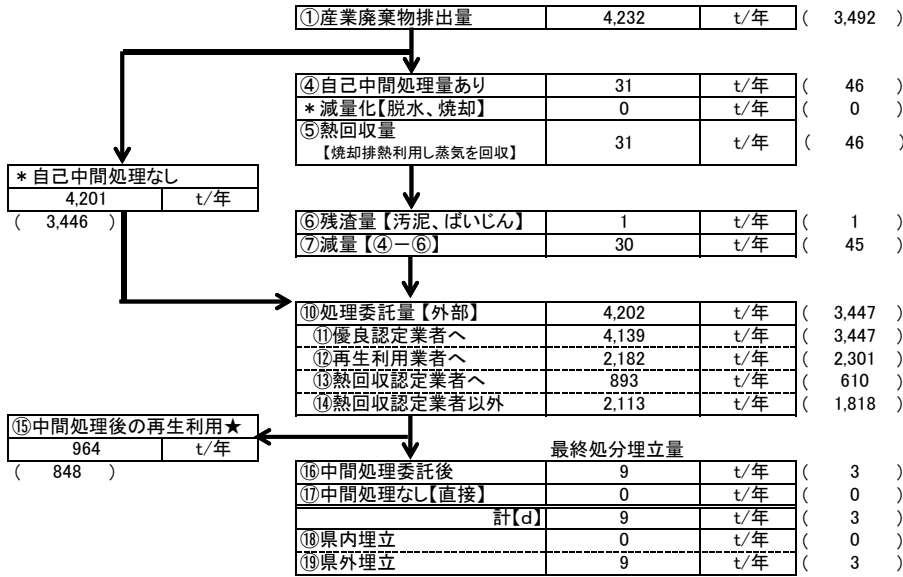 ①産業廃棄物排出量 4,232 t/年 ( 3,492 )
④自己中間処理量あり 31 t/年 ( 46 )
*減量化【脱水、焼却】 0 t/年 ( 0 )
⑤熱回収量
【焼却排熱利用し蒸気を回収】 31 t/年 ( 46 )
*自己中間処理なし
4,201 t/年
( 3,446 )
⑥残渣量【汚泥、ばいじん】 1 t/年 ( 1 )
⑦減量【④-⑥】 30 t/年 ( 45 )
⑩処理委託量【外部】 4,202 t/年 ( 3,447 )
⑪優良認定業者へ 4,139 t/年 ( 3,447 )
⑫再生利用業者へ 2,182 t/年 ( 2,301 )
⑬熱回収認定業者へ 893 t/年 ( 610 )
⑭熱回収認定業者以外 2,113 t/年 ( 1,818 )
⑮中間処理後の再生利用★
964 t/年
( 848 )
最終処分埋立量
⑯中間処理委託後 9 t/年 ( 3 )
⑰中間処理なし【直接】 0 t/年 ( 0 )
計【d】 9 t/年 ( 3 )
⑱県内埋立 0 t/年 ( 0 )
⑲県外埋立 9 t/年 ( 3 )